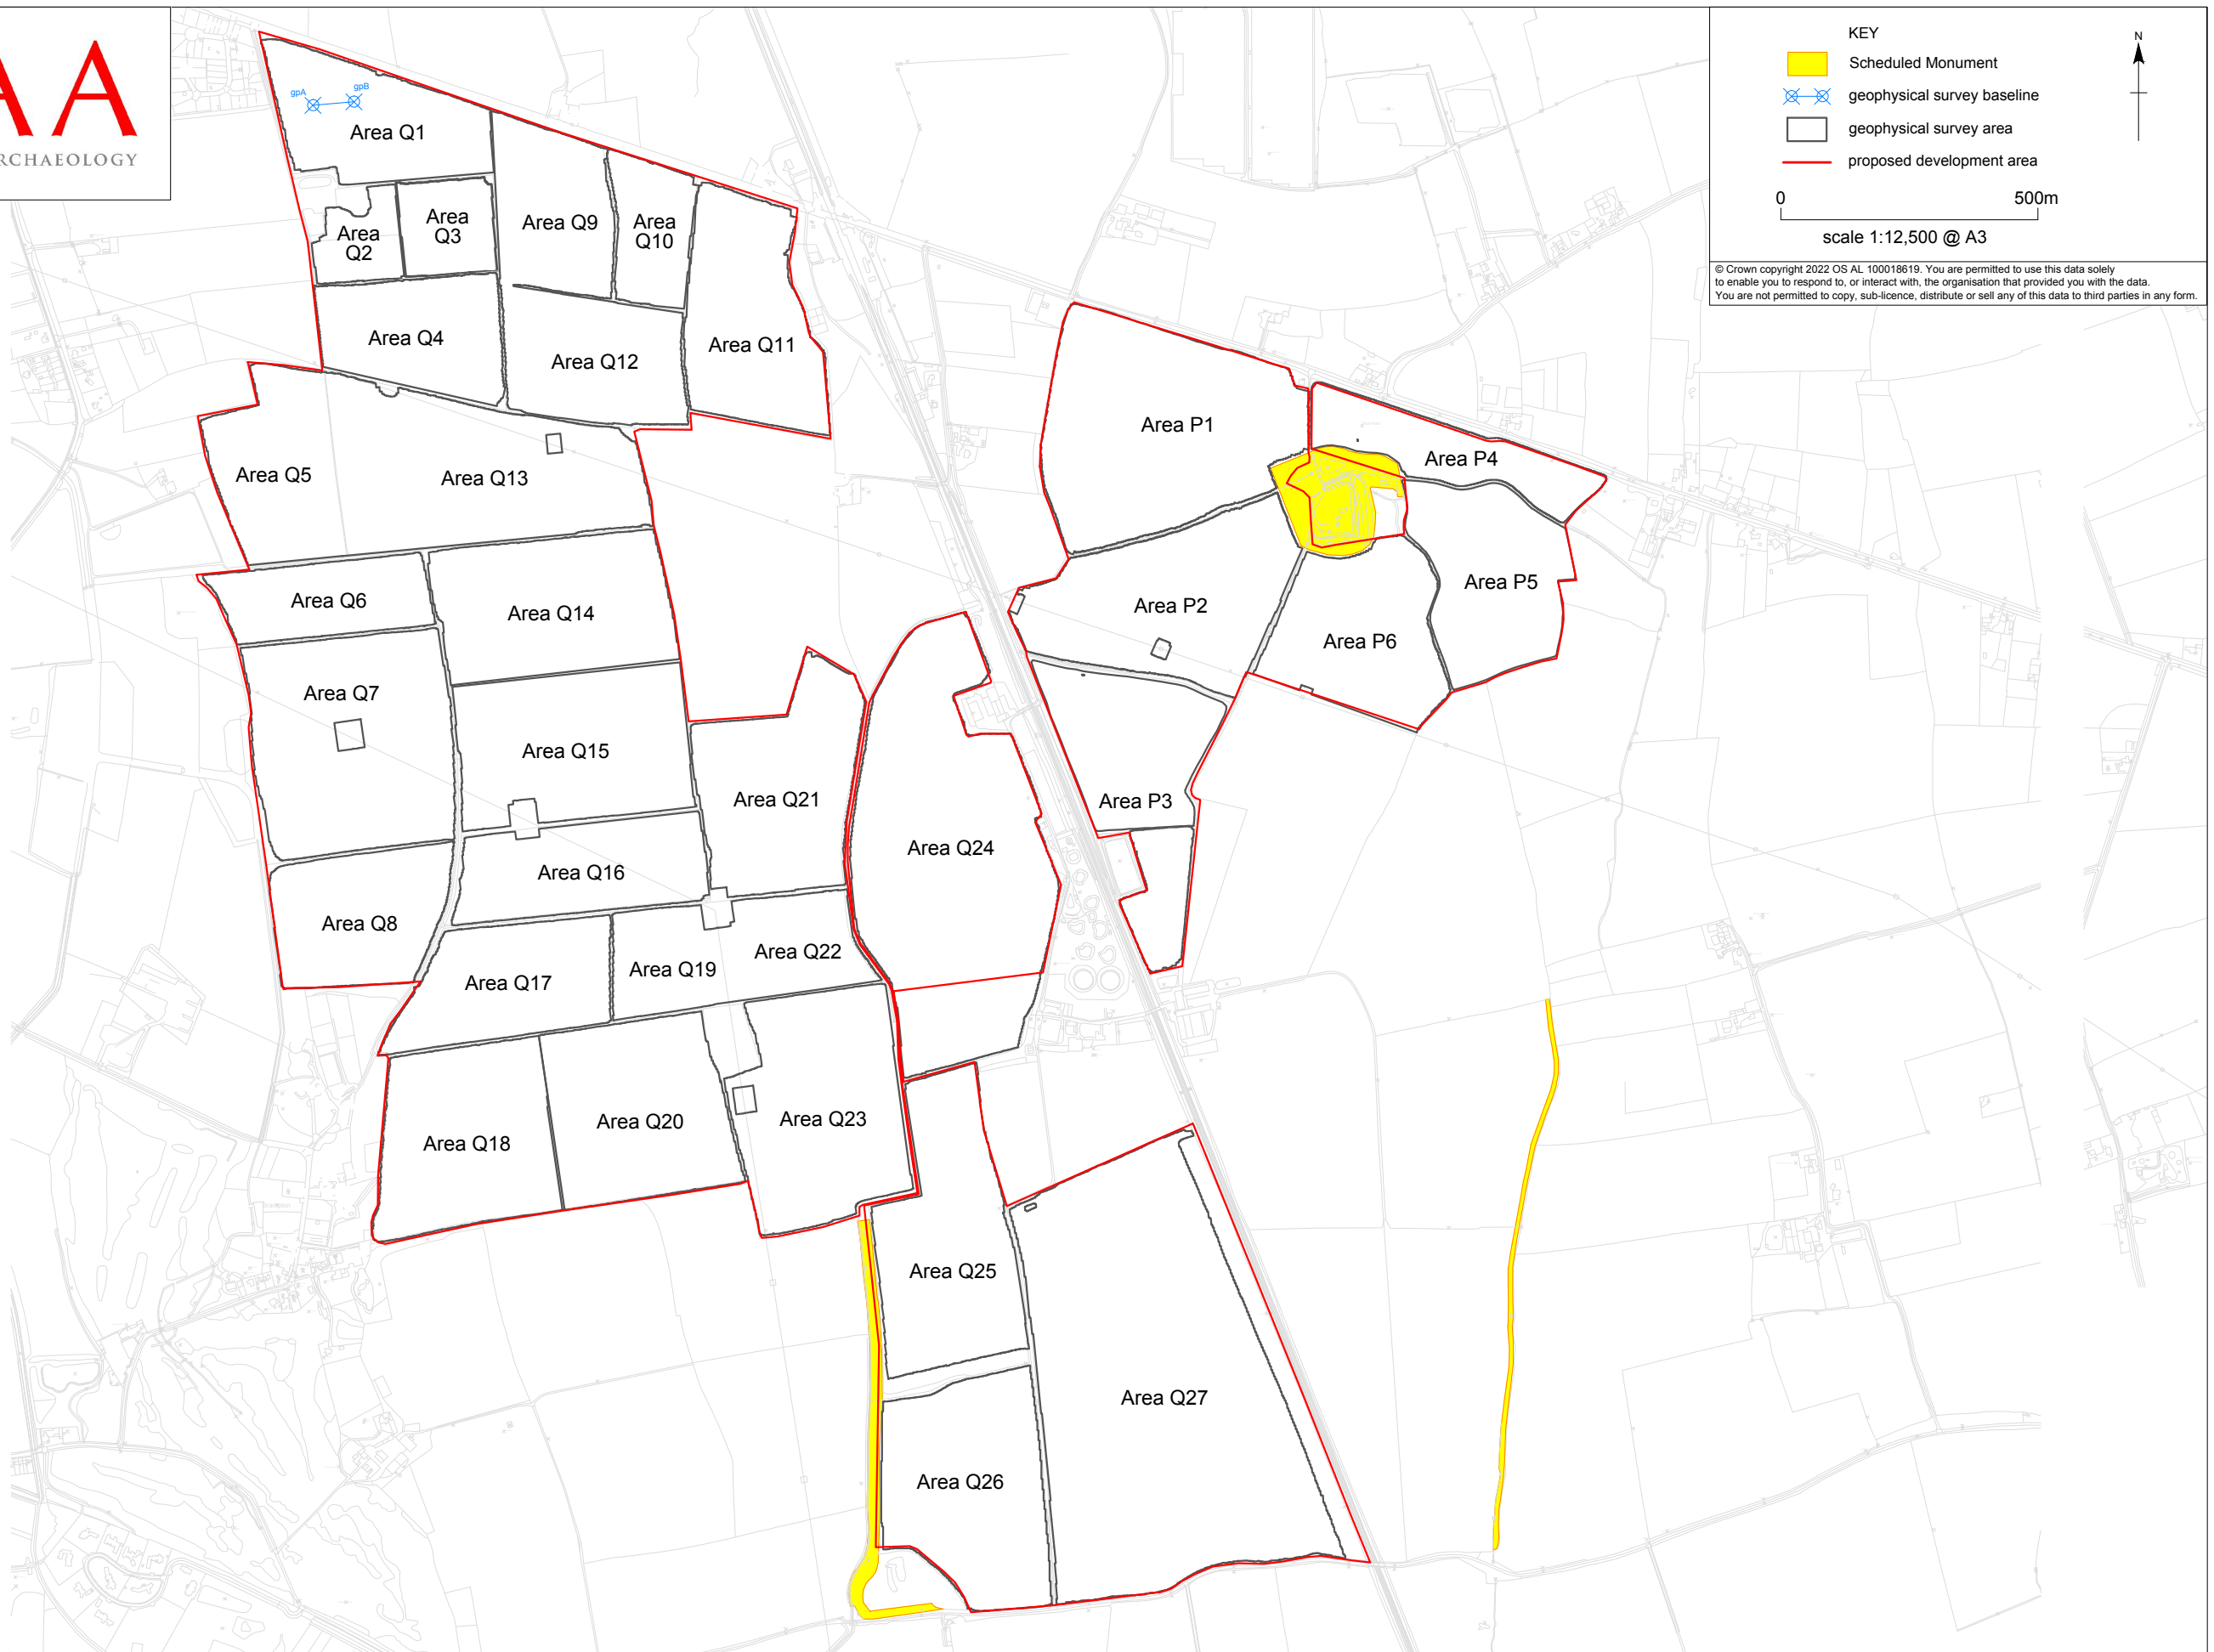 AA
RCHAEOLOGY
KEY
Scheduled Monument
geophysical survey baseline
geophysical survey area
proposed development area
N
0 500m
scale 1:12,500 @ A3
© Crown copyright 2022 OS AL 100018619. You are permitted to use this data solely
to enable you to respond to, or interact with, the organisation that provided you with the data.
You are not permitted to copy, sub-licence, distribute or sell any of this data to third parties in any form.
gpA
gpB
Area Q1
Area
Q2
Area
Q3
Area Q9
Area
Q10
Area Q4
Area Q12
Area Q11
Area P1
Area P4
Area Q5
Area Q13
Area Q6
Area Q14
Area P2
Area P5
Area P6
Area Q7
Area Q15
Area Q21
Area P3
Area Q24
Area Q16
Area Q8
Area Q17
Area Q19
Area Q22
Area Q18
Area Q20
Area Q23
Area Q25
Area Q27
Area Q26